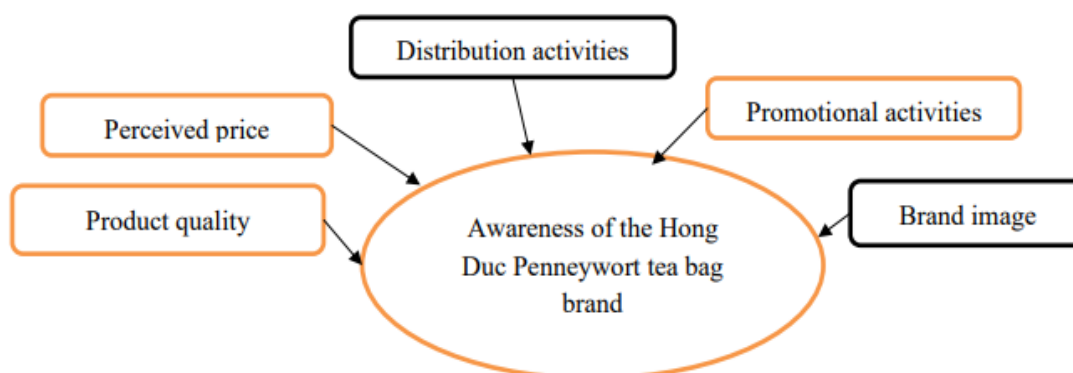 Distribution activities
Promotional activities
Perceived price
Product quality
Brand image
Awareness of the Hong
Duc Penneywort tea bag
brand